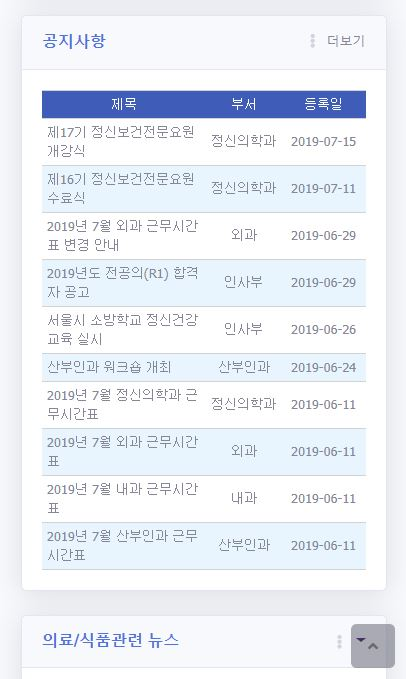 공지사항
더보기
제목 부서 등록일
제17기 정신보건전문요원
개강식
정신의학과 2019-07-15
제16기 정신보건전문요원
수료식
정신의학과 2019-07-11
2019년 7월 외과 근무시간
표 변경 안내
외과 2019-06-29
2019년도 전공의(R1) 합격
자 공고
인사부 2019-06-29
서울시 소방학교 정신건강
교육 실시
인사부 2019-06-26
산부인과 워크숍 개최 산부인과 2019-06-24
2019년 7월 정신의학과 근
무시간표
정신의학과 2019-06-11
2019년 7월 외과 근무시간
표
외과 2019-06-11
2019년 7월 내과 근무시간
표
내과 2019-06-11
2019년 7월 산부인과 근무
시간표
산부인과 2019-06-11
의료/식품관련 뉴스